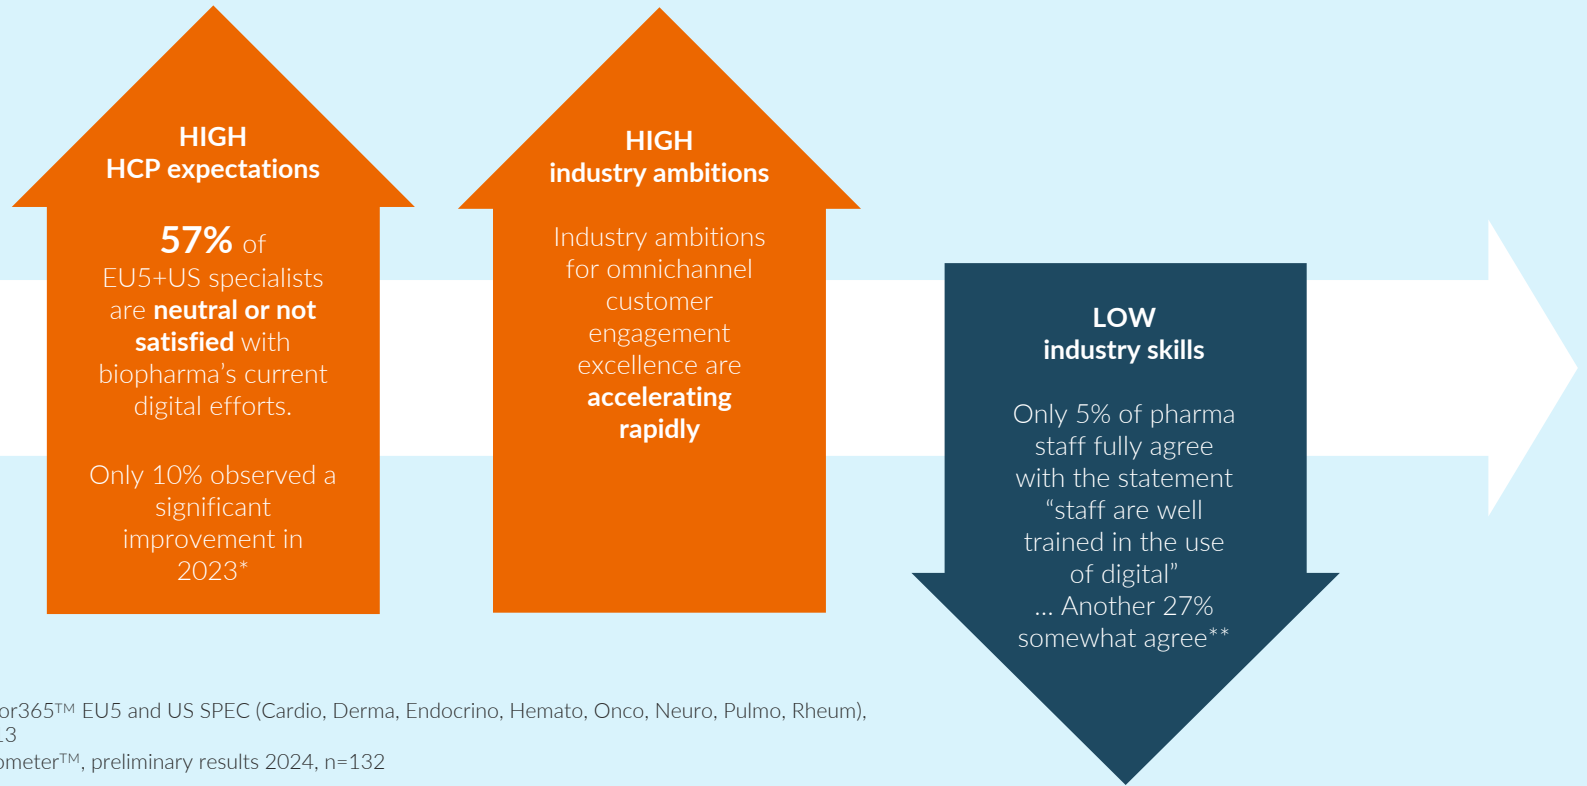 HIGH
HCP expectations
57% of
EU5+US specialists
are neutral or not
satisfied with
biopharma's current
digital efforts.
Only 10% observed a
significant
improvement in
2023*
HIGH
industry ambitions
Industry ambitions
for omnichannel
customer
engagement
excellence are
accelerating
rapidly
LOW
industry skills
Only 5% of pharma
staff fully agree
with the statement
“staff are well
trained in the use
of digital”
... Another 27%
somewhat agree**
or365™ EU5 and US SPEC (Cardio, Derma, Endocrino, Hemato, Onco, Neuro, Pulmo, Rheum),
13
ometer™, preliminary results 2024, n=132